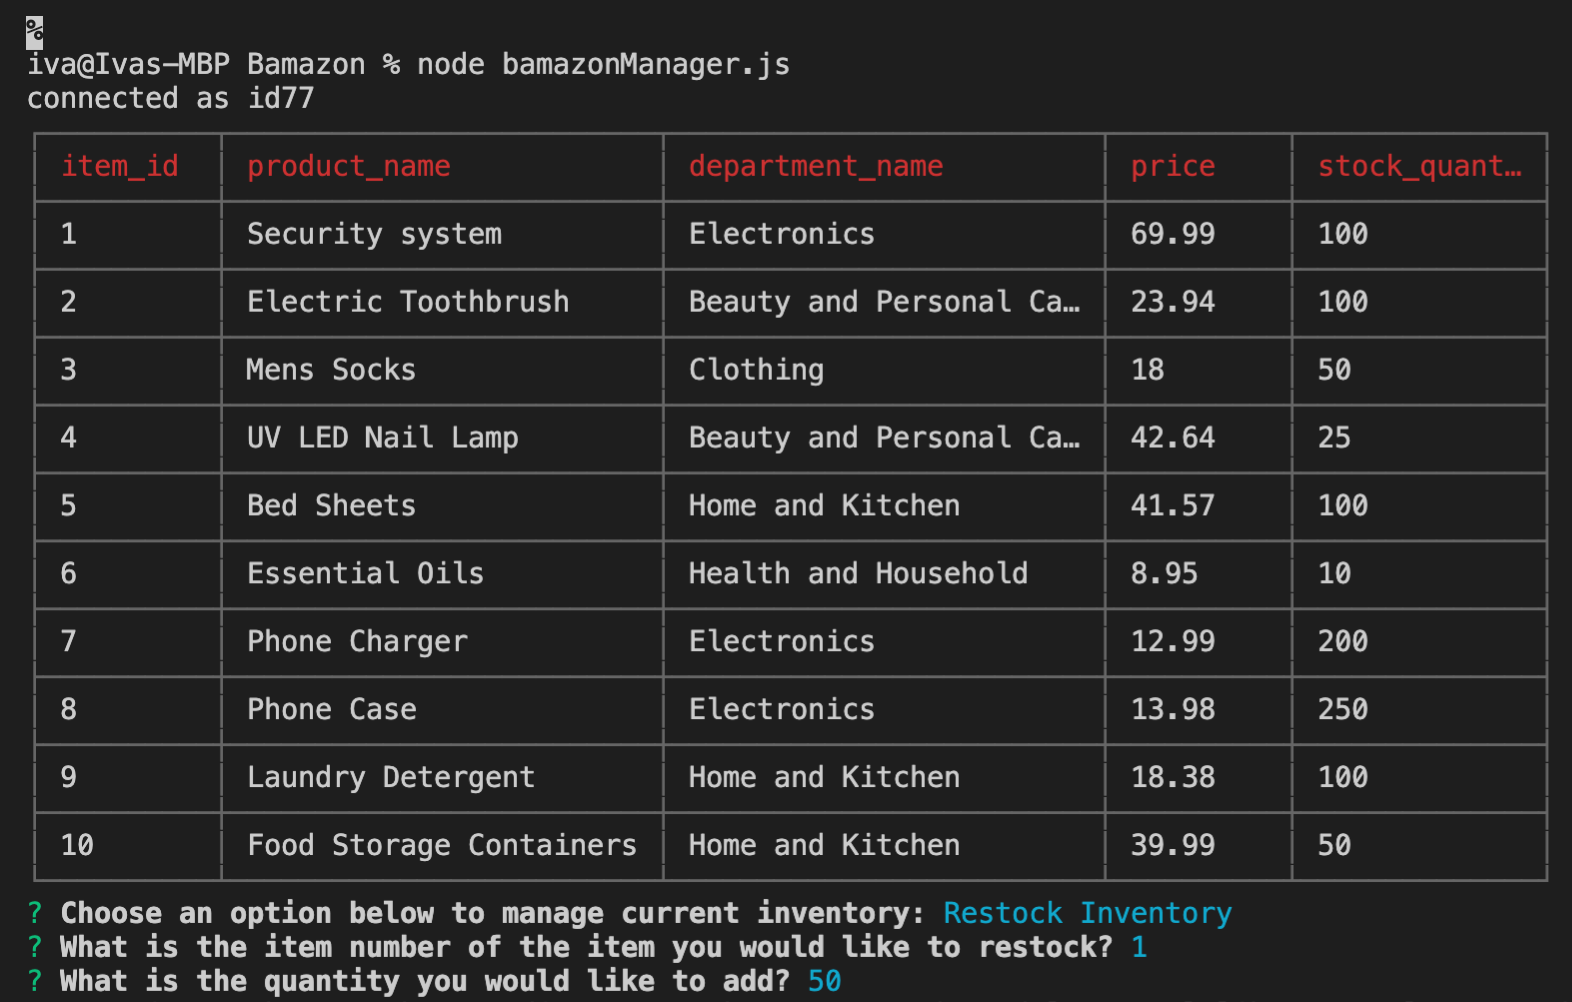 %
iva@Ivas-MBP Bamazon % node bamazonManager.js
connected as id77
item_id product_name department_name price stock_quant…
1 Security system Electronics 69.99 100
2 Electric Toothbrush Beauty and Personal Ca… 23.94 100
3 Mens Socks Clothing 18 50
4 UV LED Nail Lamp Beauty and Personal Ca… 42.64 25
5 Bed Sheets Home and Kitchen 41.57 100
6 Essential Oils Health and Household 8.95 10
7 Phone Charger Electronics 12.99 200
8 Phone Case Electronics 13.98 250
9 Laundry Detergent Home and Kitchen 18.38 100
10 Food Storage Containers Home and Kitchen 39.99 50
? Choose an option below to manage current inventory: Restock Inventory
? What is the item number of the item you would like to restock? 1
? What is the quantity you would like to add? 50